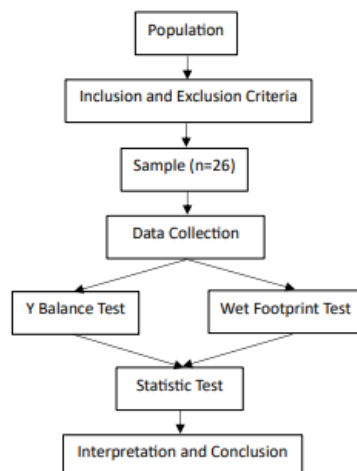 Population
Inclusion and Exclusion Criteria
Sample (n=26)
Data Collection
Y Balance Test
Wet Footprint Test
Statistic Test
Interpretation and Conclusion